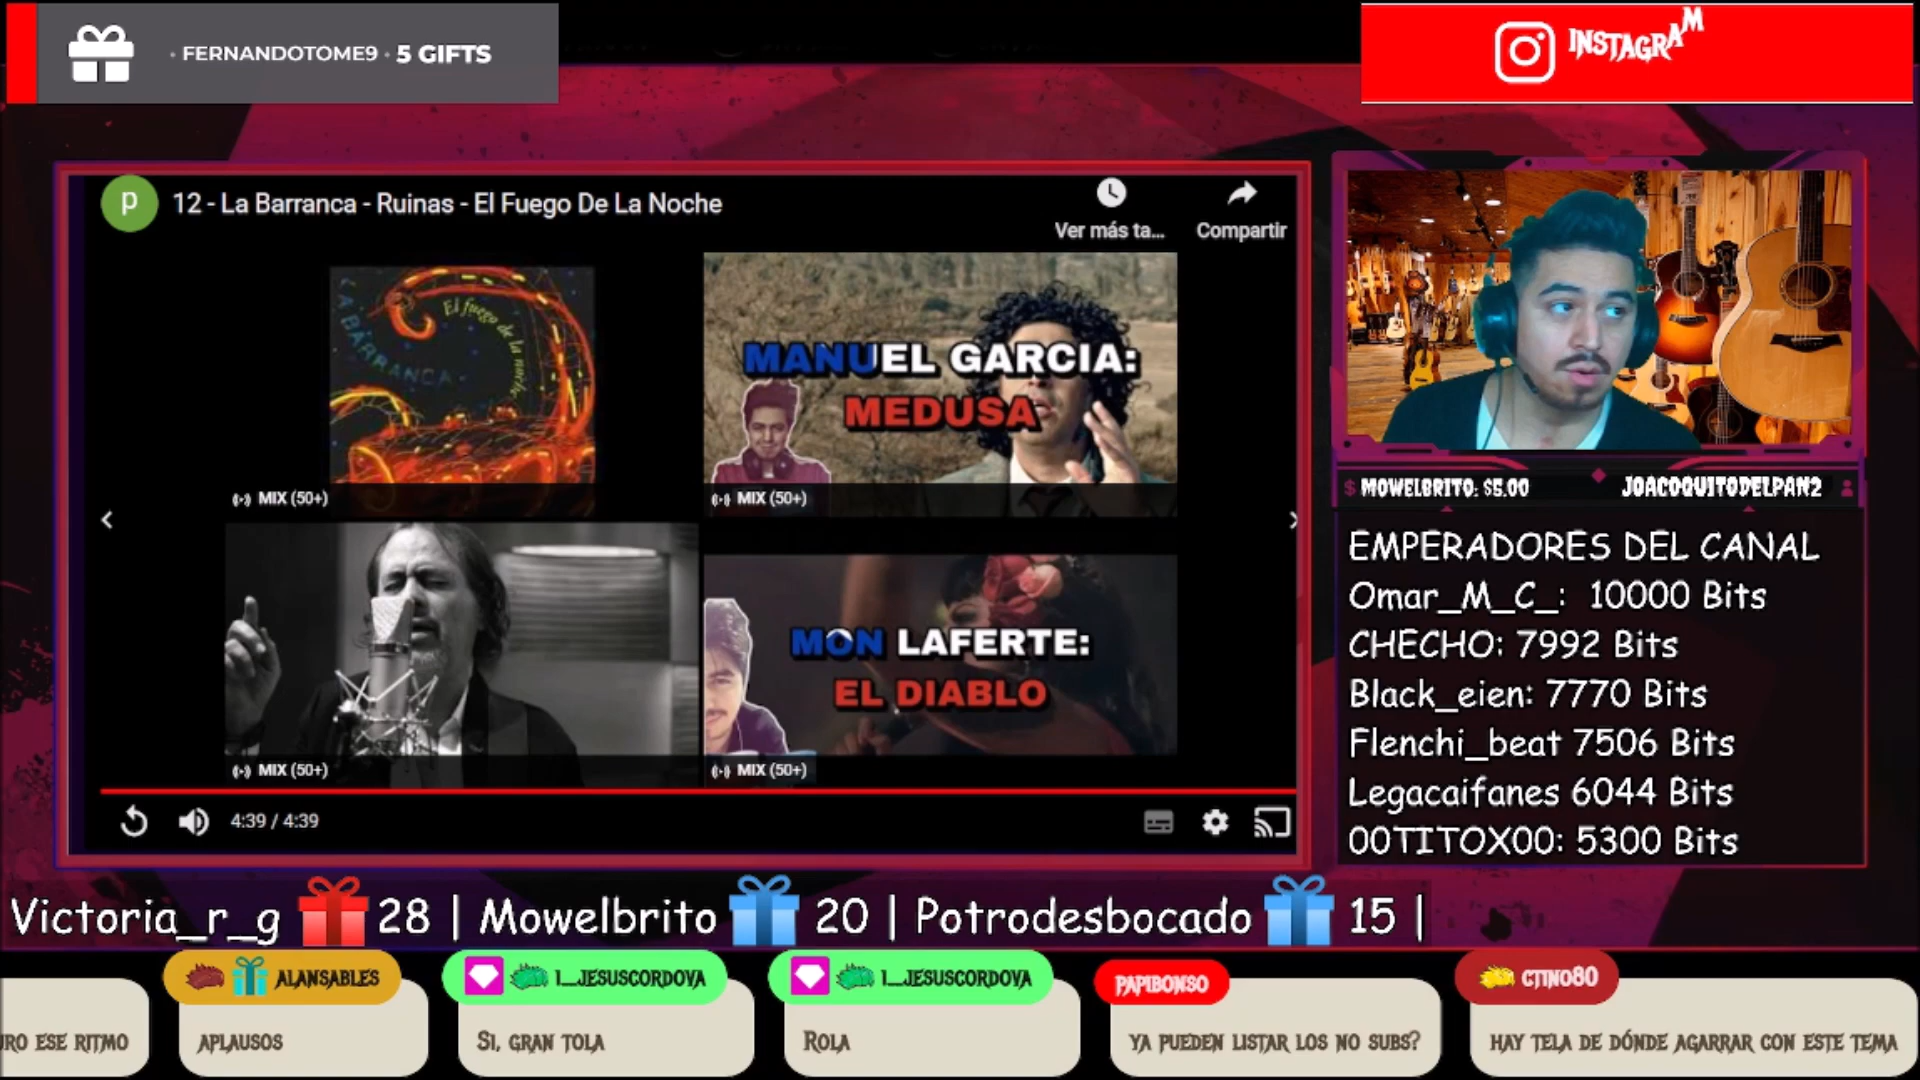 · FERNANDOTOME9 · 5 GIFTS
INSTAGRAM
p
12 - La Barranca - Ruinas - El Fuego De La Noche
Ver más ta...
Compartir
LA BARRANCA
El fuego de la noche
MIX (50+)
MANUEL GARCIA:
MEDUSA
MIX (50+)
MIX (50+)
MON LAFERTE:
EL DIABLO
MIX (50+)
4:39 / 4:39
$ MOWELBRITO: $5.00
JOACOQUITODELPAN2
EMPERADORES DEL CANAL
Omar_M_C_: 10000 Bits
CHECHO: 7992 Bits
Black_eien: 7770 Bits
Flenchi_beat 7506 Bits
Legacaifanes 6044 Bits
00TITOX00: 5300 Bits
Victoria_r_g 28 | Mowelbrito 20 | Potrodesbocado 15 |
RO ESE RITMO
ALANSABLES
APLAUSOS
I_JESUSCORDOVA
SI, GRAN TOLA
I_JESUSCORDOVA
ROLA
PAPIBONSO
YA PUEDEN LISTAR LOS NO SUBS?
CTINO80
HAY TELA DE DÓNDE AGARRAR CON ESTE TEMA